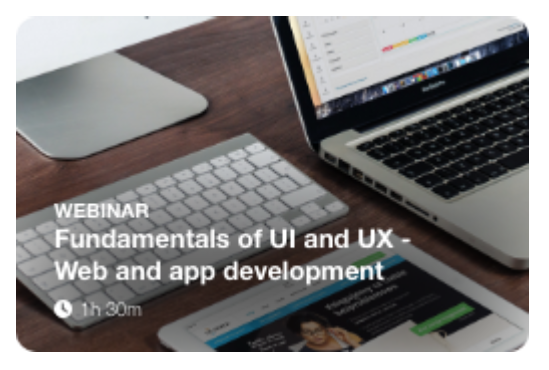 WEBINAR
Fundamentals of UI and UX -
Web and app development
1h 30m